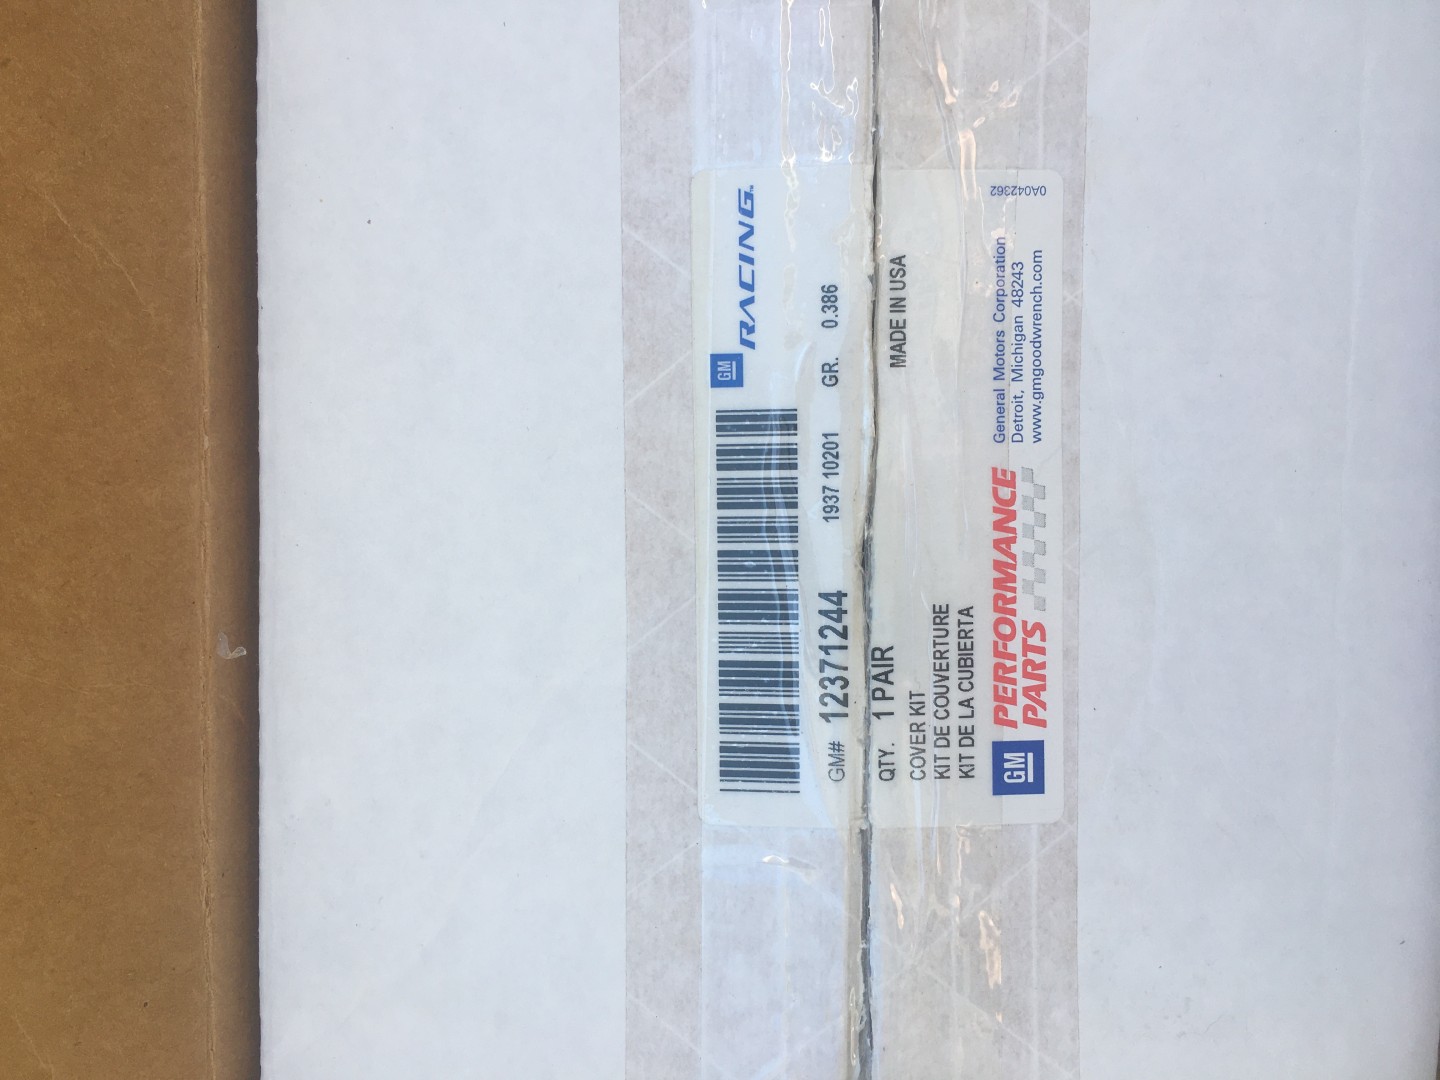 GM RACING™
GM# 12371244 1937 10201 GR. 0.386
QTY. 1 PAIR
COVER KIT MADE IN USA
KIT DE COUVERTURE
KIT DE LA CUBIERTA
GM PERFORMANCE
PARTS
General Motors Corporation
Detroit, Michigan 48243
www.gmgoodwrench.com
0A042362